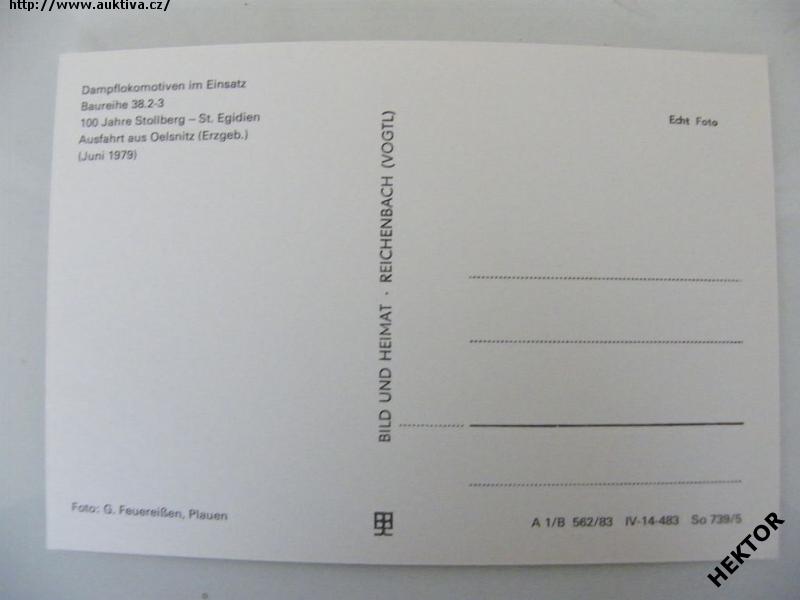 http://www.auktiva.cz/
Dampflokomotiven im Einsatz
Baureihe 38.2-3
100 Jahre Stollberg – St. Egidien
Ausfahrt aus Oelsnitz (Erzgeb.)
(Juni 1979)
Echt Foto
BILD UND HEIMAT · REICHENBACH (VOGTL)
Foto: G. Feuereißen, Plauen
A 1/B 562/83 IV-14-483 So 739/5
HEKTOR